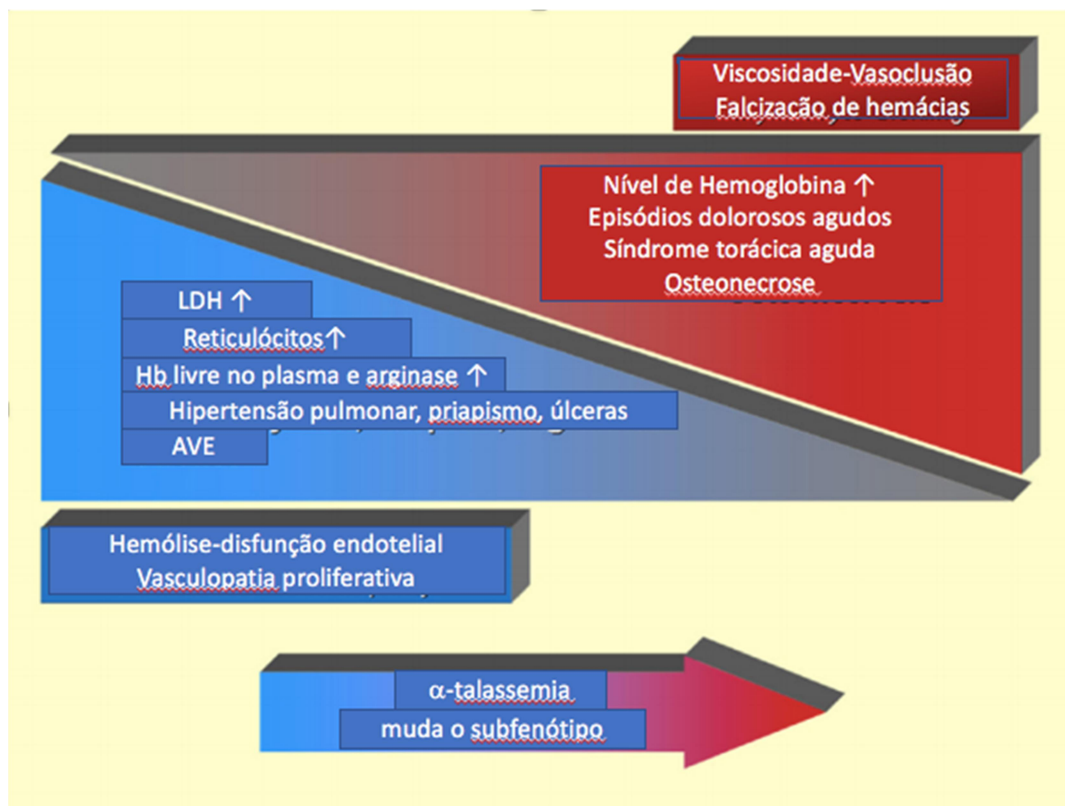 Viscosidade-Vasoclusão
Falcização de hemácias
Nível de Hemoglobina ↑
Episódios dolorosos agudos
Síndrome torácica aguda
Osteonecrose
LDH ↑
Reticulócitos↑
Hb livre no plasma e arginase ↑
Hipertensão pulmonar, priapismo, úlceras
AVE
Hemólise-disfunção endotelial
Vasculopatia proliferativa
α-talassemia
muda o subfenótipo